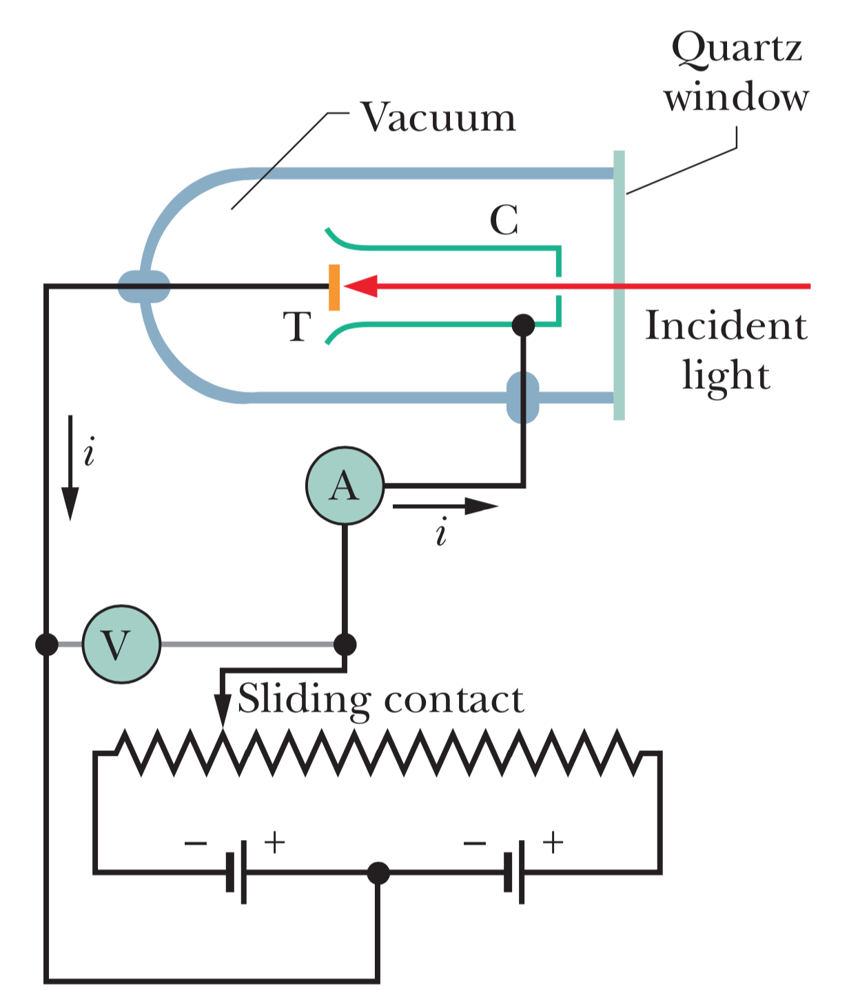 Quartz
window
Vacuum
C
T
Incident
light
i
A
i
V
Sliding contact
− + − +